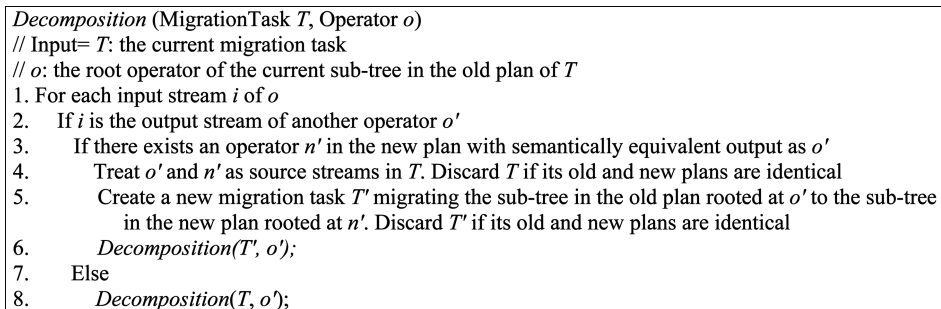 Decomposition (MigrationTask T, Operator o)
// Input= T: the current migration task
// o: the root operator of the current sub-tree in the old plan of T
1. For each input stream i of o
2. If i is the output stream of another operator o′
3. If there exists an operator n′ in the new plan with semantically equivalent output as o′
4. Treat o′ and n′ as source streams in T. Discard T if its old and new plans are identical
5. Create a new migration task T′ migrating the sub-tree in the old plan rooted at o′ to the sub-tree
in the new plan rooted at n′. Discard T′ if its old and new plans are identical
6. Decomposition(T′, o′);
7. Else
8. Decomposition(T, o′);